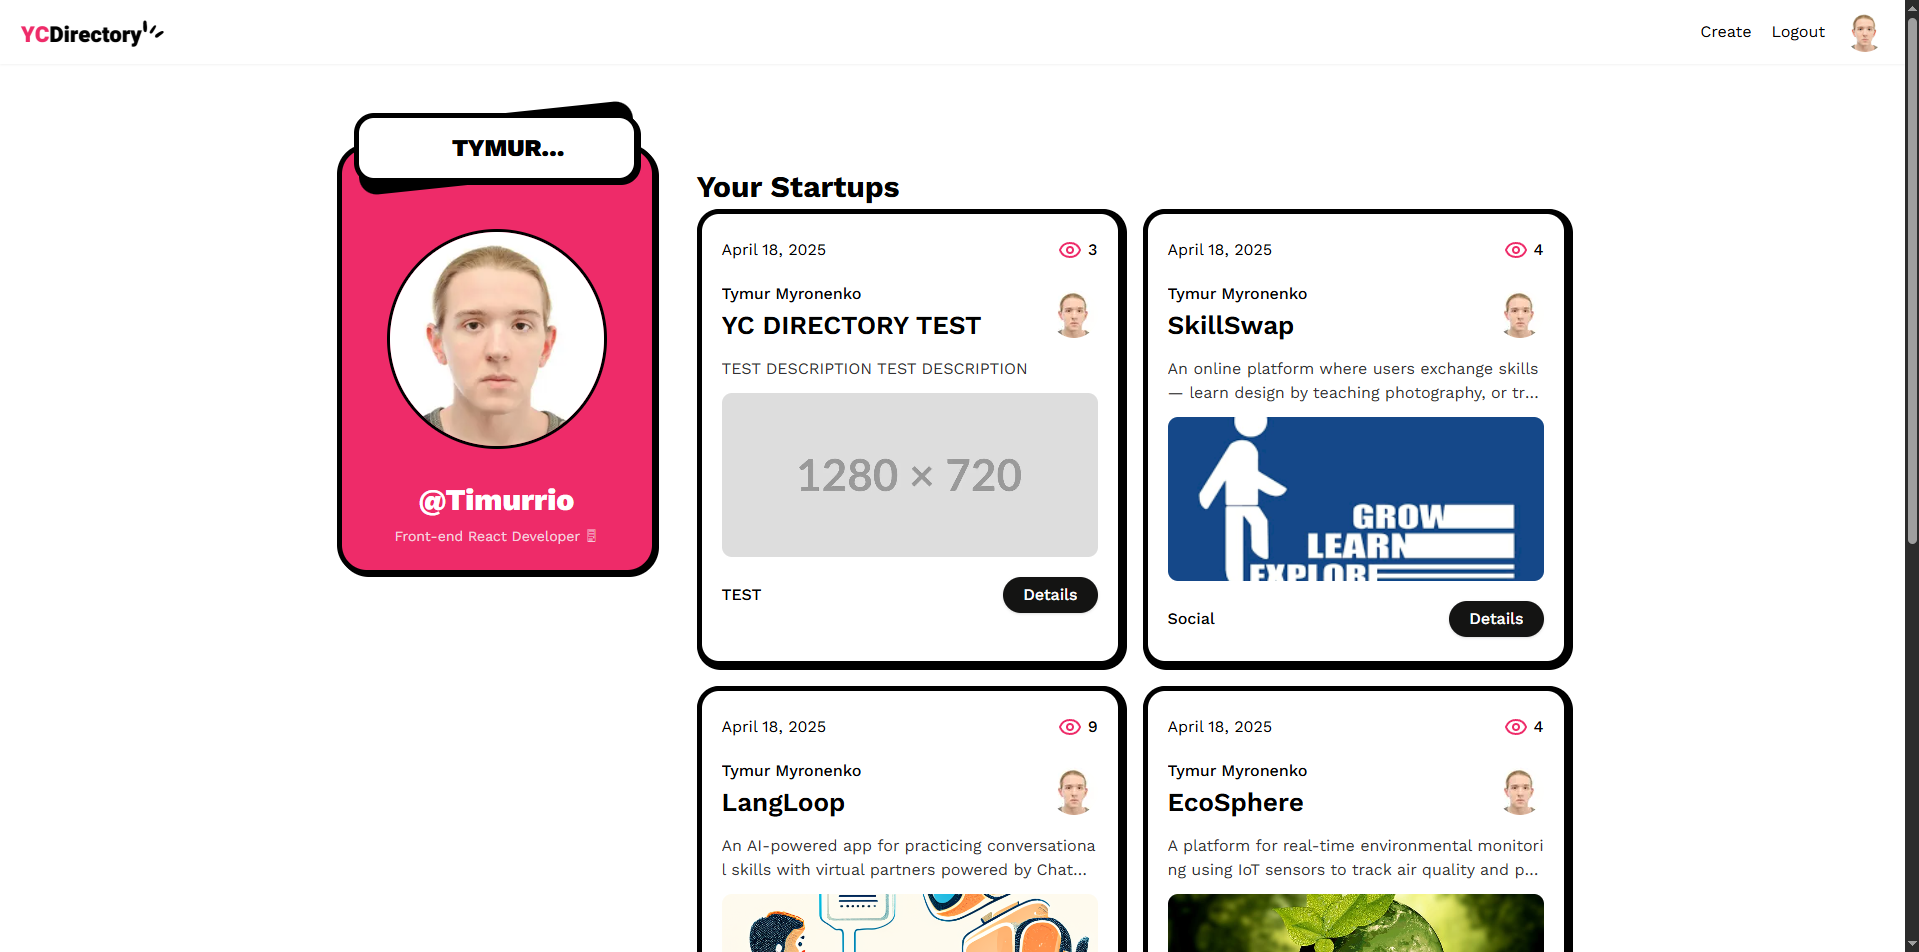 YCDirectory
Create
Logout
TYMUR...
@Timurrio
Front-end React Developer
Your Startups
April 18, 2025
3
Tymur Myronenko
YC DIRECTORY TEST
TEST DESCRIPTION TEST DESCRIPTION
1280 × 720
TEST
Details
April 18, 2025
4
Tymur Myronenko
SkillSwap
An online platform where users exchange skills
— learn design by teaching photography, or tr...
GROW
LEARN
EXPLORE
Social
Details
April 18, 2025
9
Tymur Myronenko
LangLoop
An AI-powered app for practicing conversationa
l skills with virtual partners powered by Chat...
April 18, 2025
4
Tymur Myronenko
EcoSphere
A platform for real-time environmental monitori
ng using IoT sensors to track air quality and p...